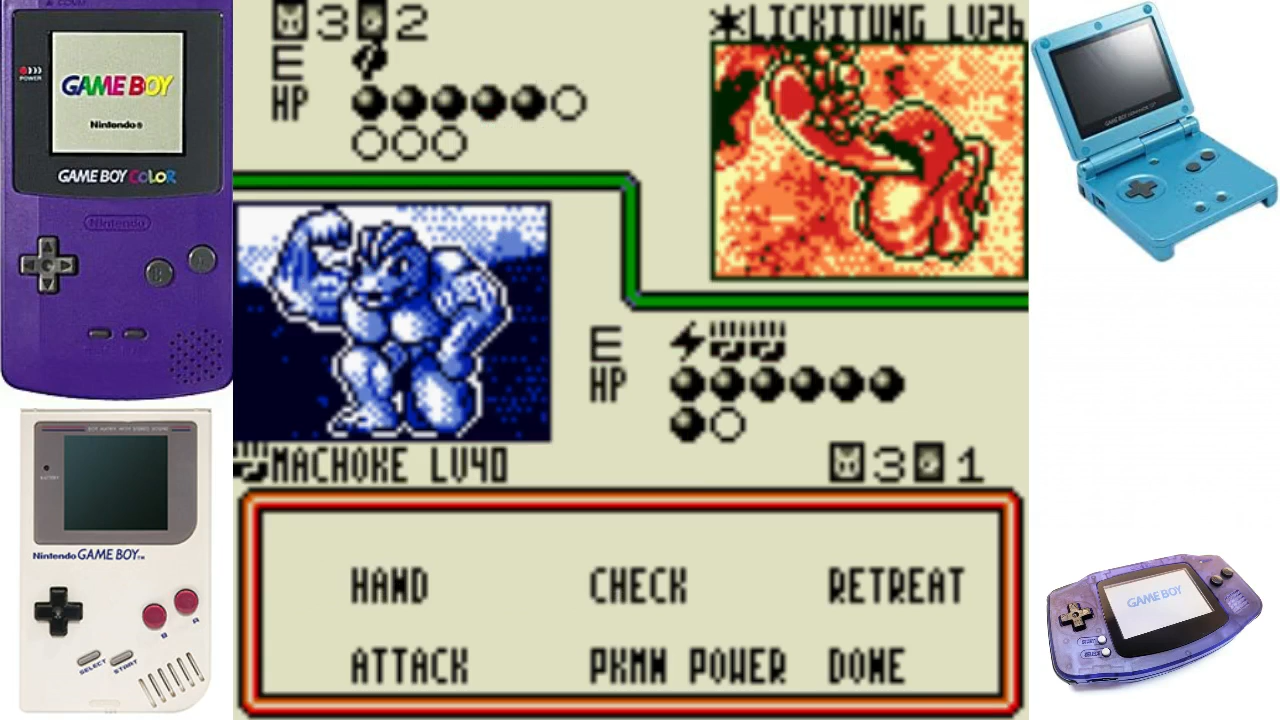 POWER
GAME BOY
Nintendo®
GAME BOY COLOR
Nintendo
B
A
Nintendo GAME BOY™
B
A
SELECT
START
3 2
E
HP
LICKITUNG LV26
E
HP
MACHOKE LV40
3 1
HAND CHECK RETREAT
ATTACK PKMN POWER DONE
GAME BOY